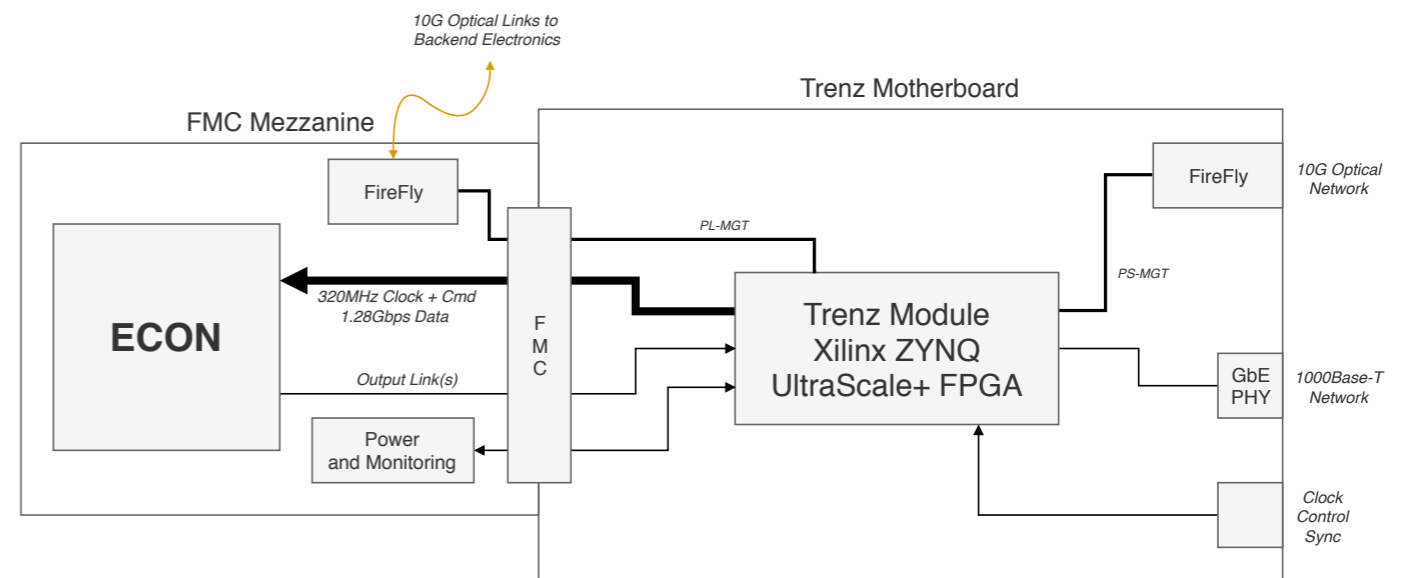 10G Optical Links to
Backend Electronics
Trenz Motherboard
FMC Mezzanine
FireFly
FireFly
10G Optical
Network
PL-MGT
PS-MGT
320MHz Clock + Cmd
1.28Gbps Data
ECON
F
M
C
Trenz Module
Xilinx ZYNQ
UltraScale+ FPGA
Output Link(s)
GbE
PHY
1000Base-T
Network
Power
and Monitoring
Clock
Control
Sync